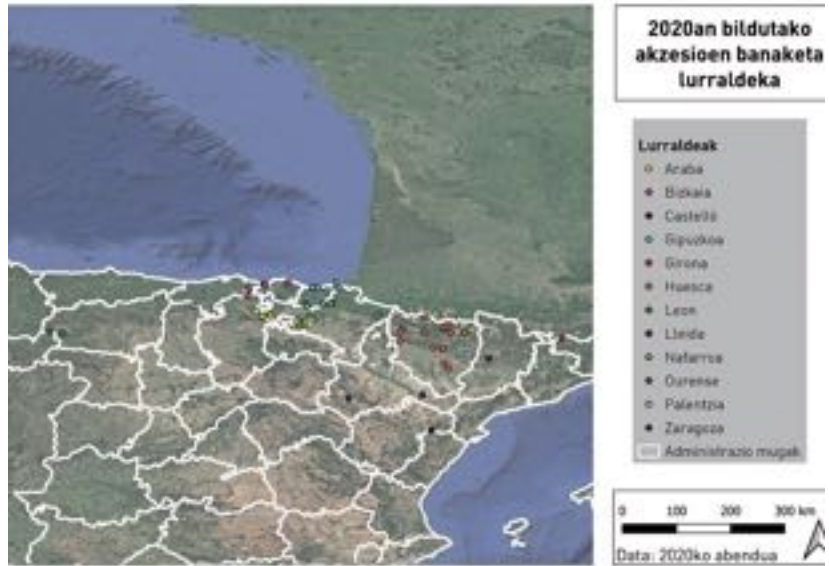 2020an bildutako
akzesioen banaketa
lurraldeka
Lurraldeak
Araba
Bizkaia
Castelló
Gipuzkoa
Girona
Huesca
Leon
Lleida
Nafarroa
Ourense
Palentzia
Zaragoza
Administrazio mugak
0 100 200 300 km
Data: 2020ko abendua